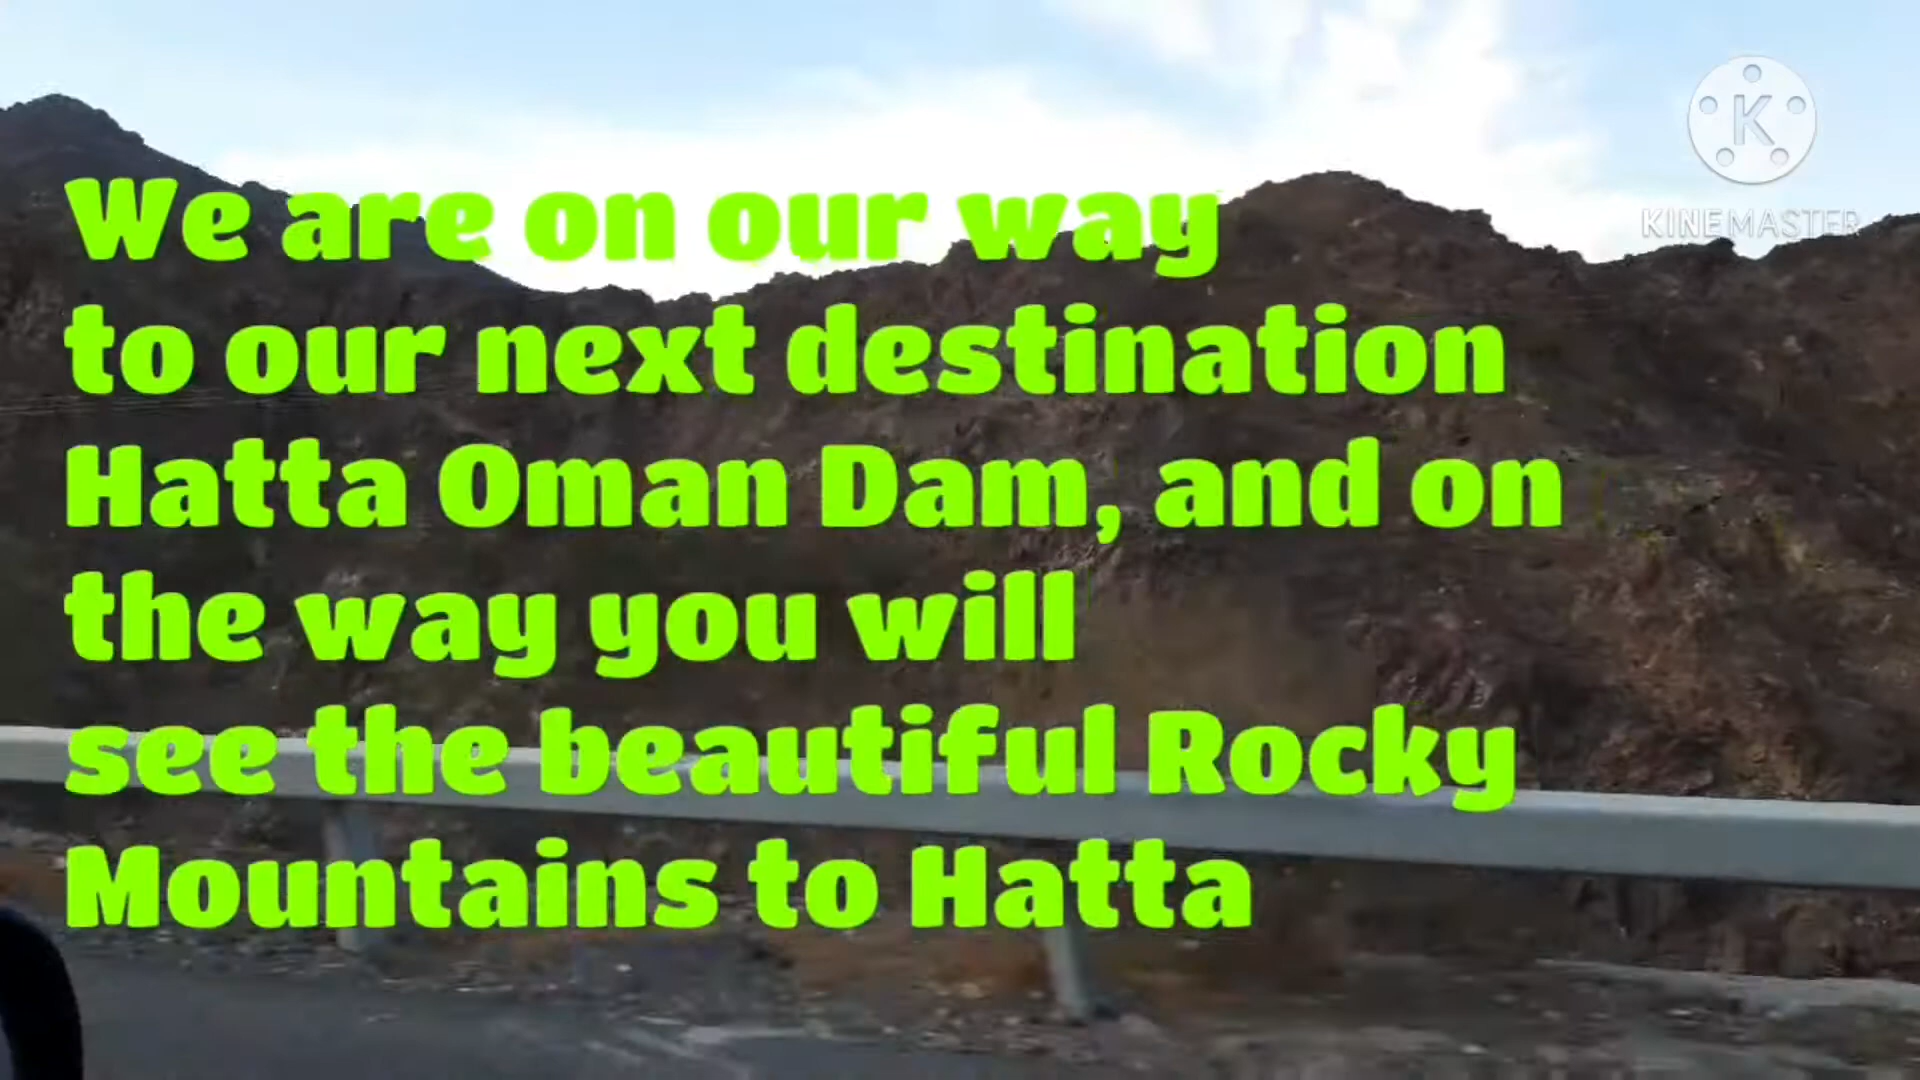 K
KINEMASTER
We are on our way
to our next destination
Hatta Oman Dam, and on
the way you will
see the beautiful Rocky
Mountains to Hatta